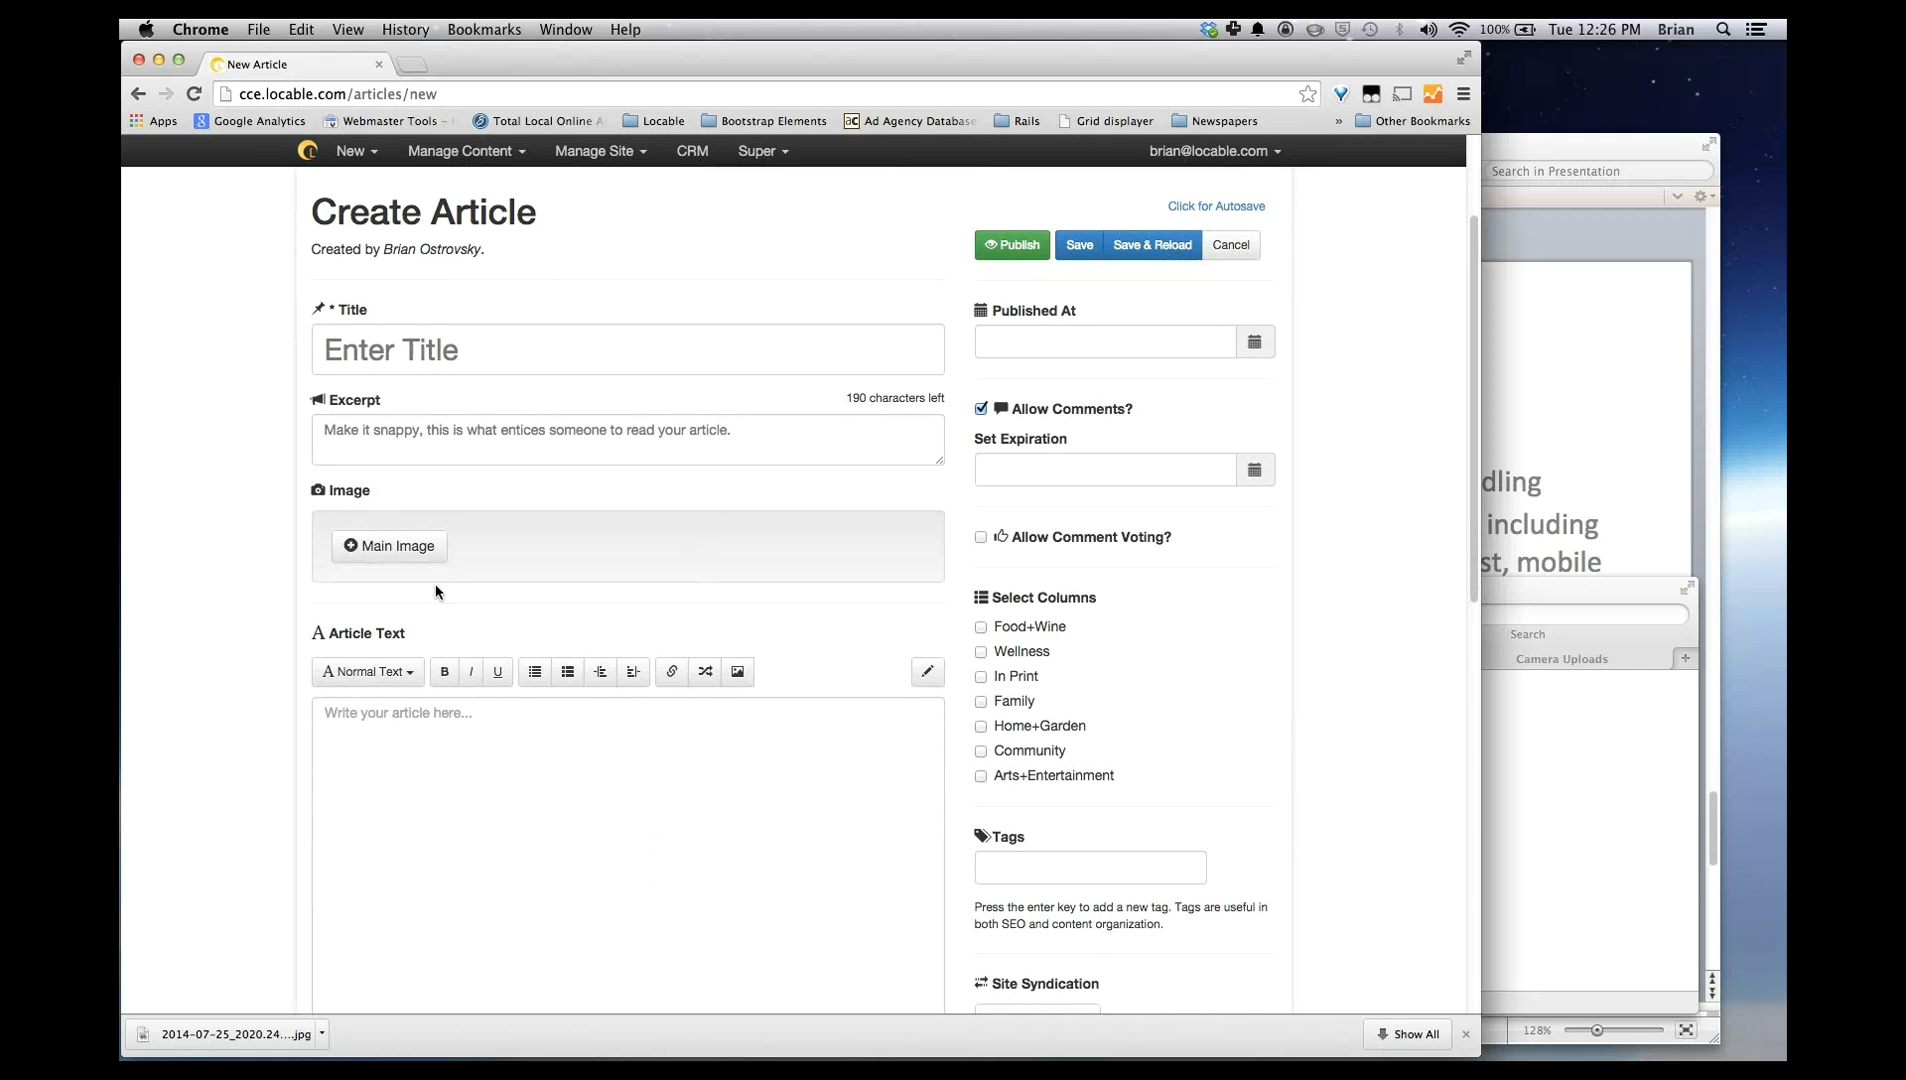 Chrome File Edit View History Bookmarks Window Help 100% Tue 12:26 PM Brian
New Article
cce.locable.com/articles/new
Apps Google Analytics Webmaster Tools - Total Local Online A Locable Bootstrap Elements Ad Agency Database Rails Grid displayer Newspapers » Other Bookmarks
New Manage Content Manage Site CRM Super brian@locable.com
Search in Presentation
Create Article
Click for Autosave
Created by Brian Ostrovsky.
Publish Save Save & Reload Cancel
* Title
Enter Title
Excerpt 190 characters left
Make it snappy, this is what entices someone to read your article.
Image
Main Image
A Article Text
A Normal Text B I U
Write your article here...
Published At
Allow Comments?
Set Expiration
Allow Comment Voting?
Select Columns
Food+Wine
Wellness
In Print
Family
Home+Garden
Community
Arts+Entertainment
Tags
Press the enter key to add a new tag. Tags are useful in
both SEO and content organization.
Site Syndication
dling
including
st, mobile
Search
Camera Uploads
128%
2014-07-25_2020.24....jpg
Show All